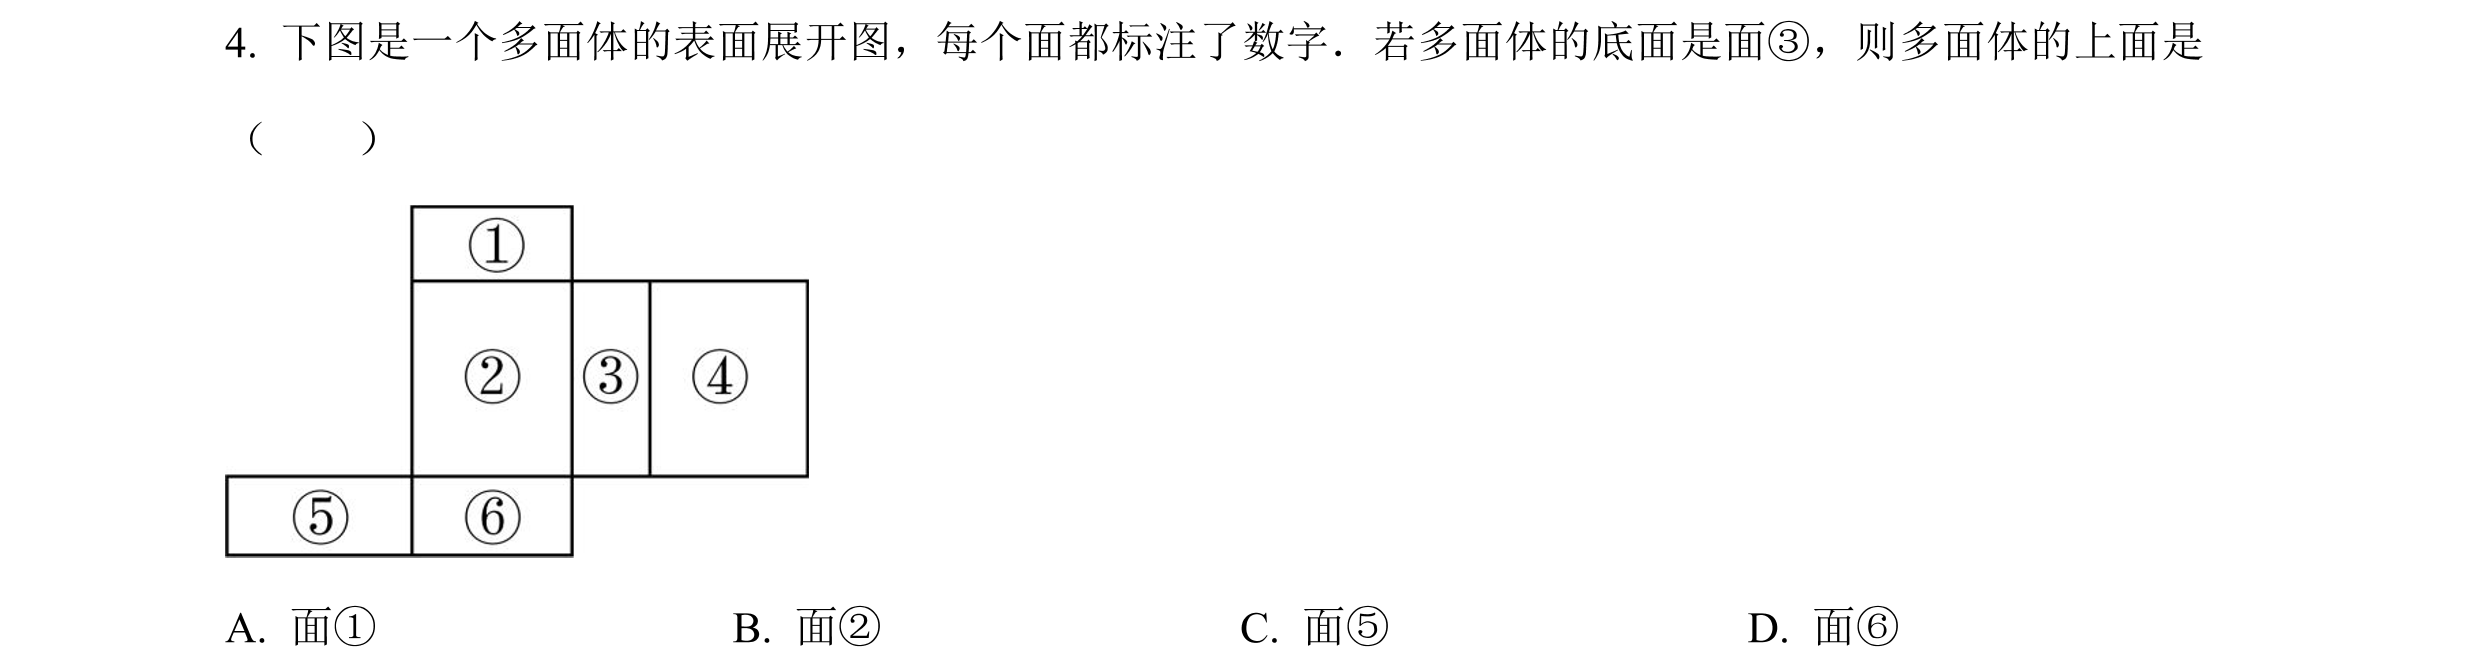 4. 下图是一个多面体的表面展开图，每个面都标注了数字．若多面体的底面是面③，则多面体的上面是
（　　）
①
② ③ ④
⑤ ⑥
A. 面① B. 面② C. 面⑤ D. 面⑥